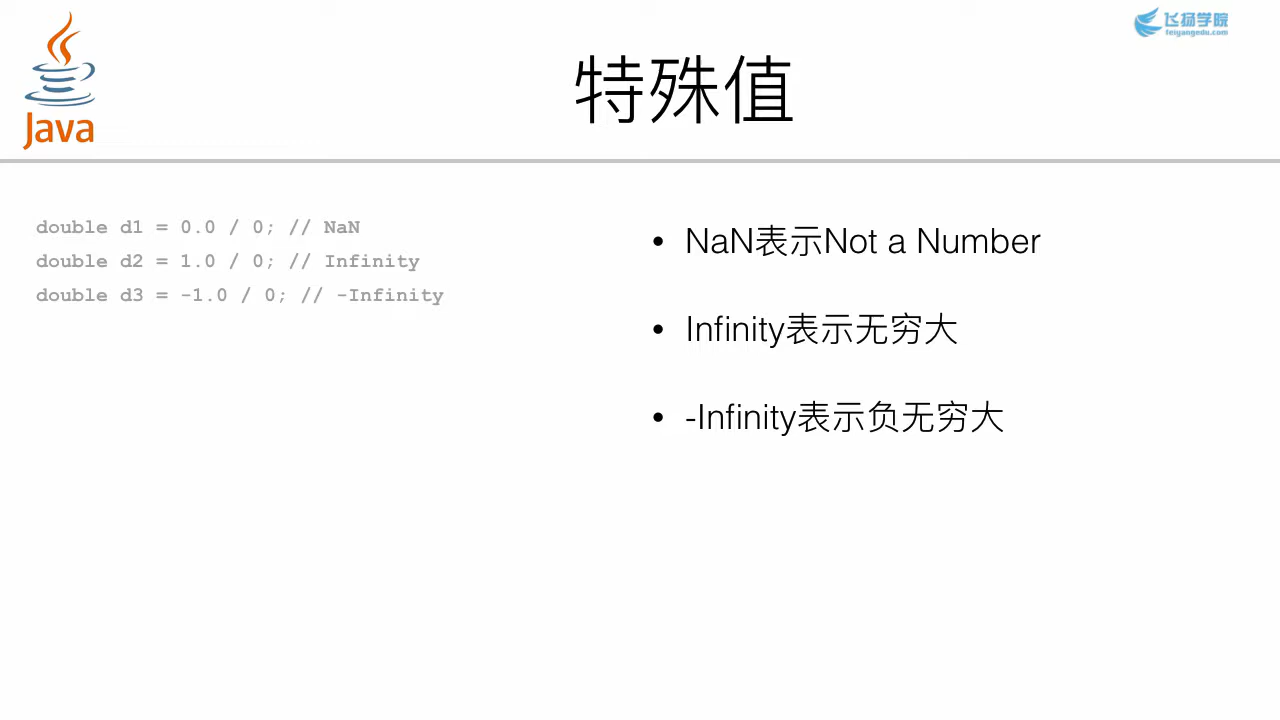 Java
飞扬学院
feiyangedu.com
特殊值
double d1 = 0.0 / 0; // NaN
double d2 = 1.0 / 0; // Infinity
double d3 = -1.0 / 0; // -Infinity
• NaN表示Not a Number
• Infinity表示无穷大
• -Infinity表示负无穷大